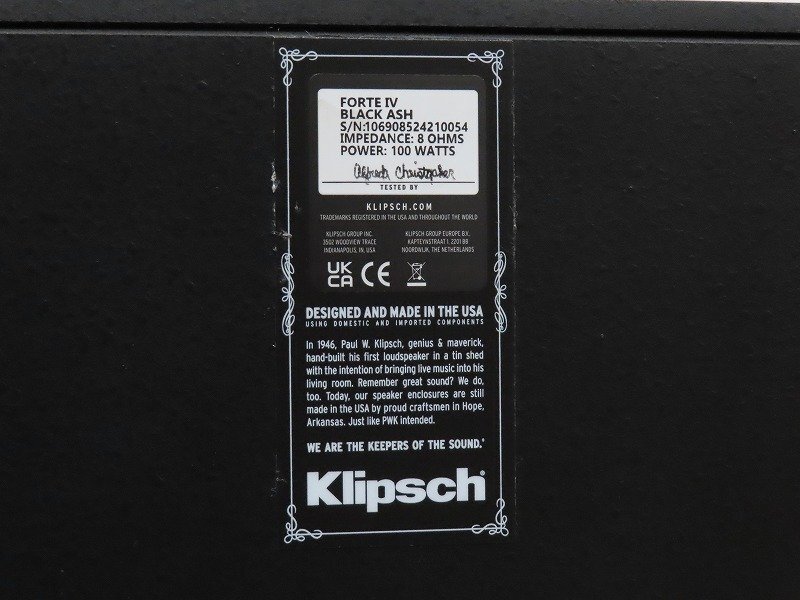 FORTE IV
BLACK ASH
S/N:106908524210054
IMPEDANCE: 8 OHMS
POWER: 100 WATTS
Christopher
TESTED BY
KLIPSCH.COM
TRADEMARKS REGISTERED IN THE USA AND THROUGHOUT THE WORLD
KLIPSCH GROUP INC.
3502 WOODVIEW TRACE
INDIANAPOLIS, IN, USA
KLIPSCH GROUP EUROPE B.V.
KAPTEYNSTRAAT 1, 2201 BB
NOORDWIJK, THE NETHERLANDS
UK
CA CE
DESIGNED AND MADE IN THE USA
USING DOMESTIC AND IMPORTED COMPONENTS
In 1946, Paul W. Klipsch, genius & maverick,
hand-built his first loudspeaker in a tin shed
with the intention of bringing live music into his
living room. Remember great sound? We do,
too. Today, our speaker enclosures are still
made in the USA by proud craftsmen in Hope,
Arkansas. Just like PWK intended.
WE ARE THE KEEPERS OF THE SOUND.®
Klipsch®